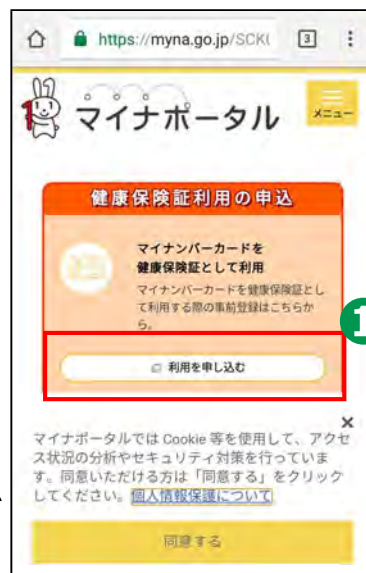 https://myna.go.jp/SCK
3
マイナポータル
メニュー
健康保険証利用の申込
マイナンバーカードを
健康保険証として利用
マイナンバーカードを健康保険証とし
て利用する際の事前登録はこちらか
ら。
1
利用を申し込む
マイナポータルでは Cookie 等を使用して、アクセ
ス状況の分析やセキュリティ対策を行っていま
す。同意いただける方は「同意する」をクリック
してください。個人情報保護について
同意する